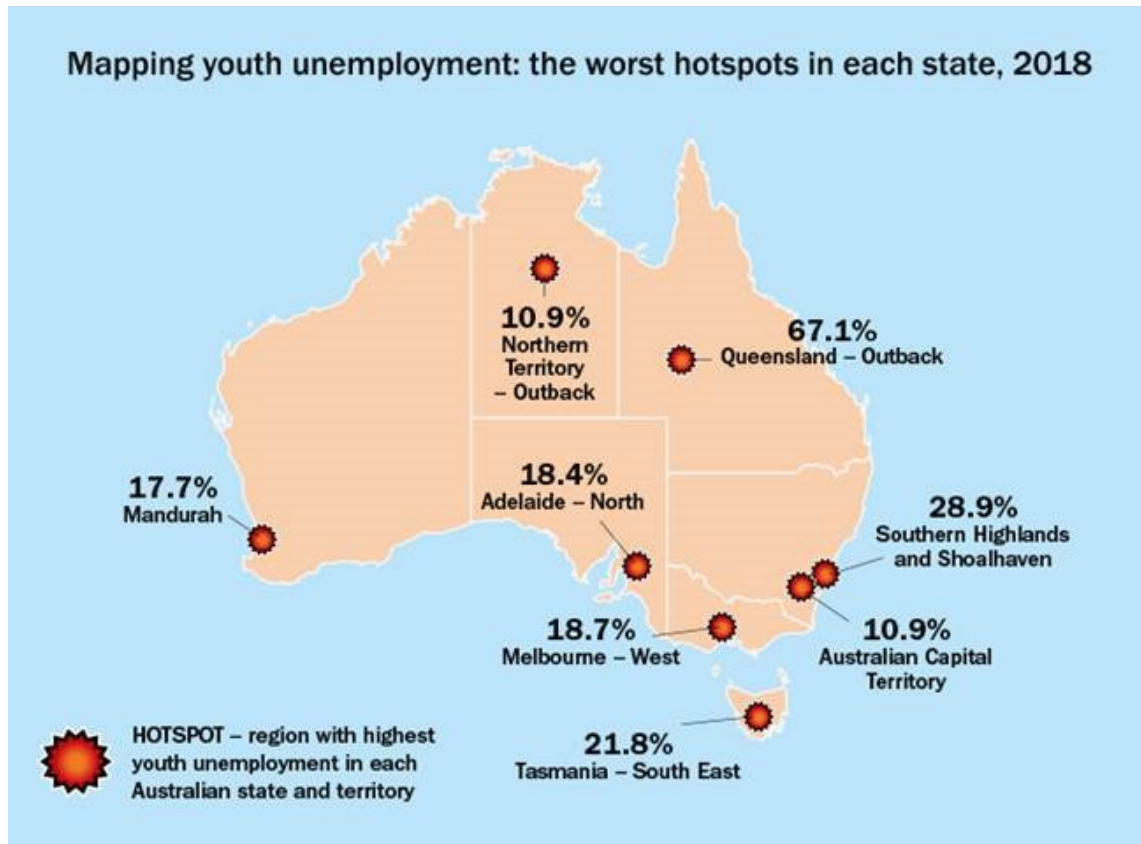 Mapping youth unemployment: the worst hotspots in each state, 2018
10.9%
Northern
Territory
– Outback
67.1%
Queensland – Outback
17.7%
Mandurah
18.4%
Adelaide – North
28.9%
Southern Highlands
and Shoalhaven
18.7%
Melbourne – West
10.9%
Australian Capital
Territory
21.8%
Tasmania – South East
HOTSPOT – region with highest
youth unemployment in each
Australian state and territory